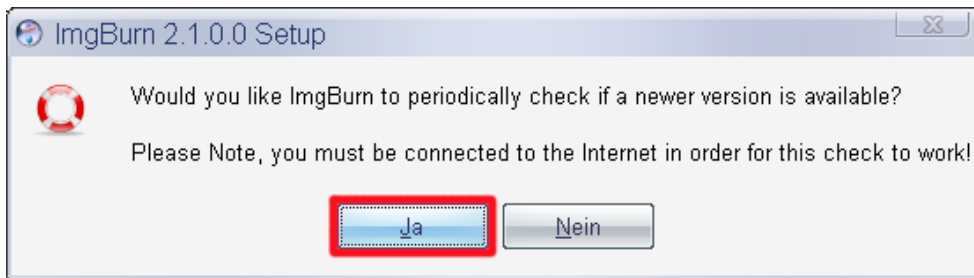 ImgBurn 2.1.0.0 Setup
Would you like ImgBurn to periodically check if a newer version is available?
Please Note, you must be connected to the Internet in order for this check to work!
Ja
Nein